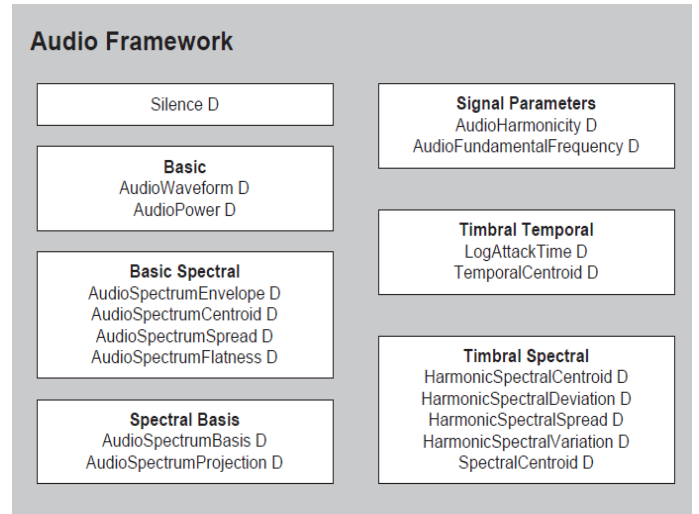 Audio Framework
Silence D
Basic
AudioWaveform D
AudioPower D
Basic Spectral
AudioSpectrumEnvelope D
AudioSpectrumCentroid D
AudioSpectrumSpread D
AudioSpectrumFlatness D
Spectral Basis
AudioSpectrumBasis D
AudioSpectrumProjection D
Signal Parameters
AudioHarmonicity D
AudioFundamentalFrequency D
Timbral Temporal
LogAttackTime D
TemporalCentroid D
Timbral Spectral
HarmonicSpectralCentroid D
HarmonicSpectralDeviation D
HarmonicSpectralSpread D
HarmonicSpectralVariation D
SpectralCentroid D